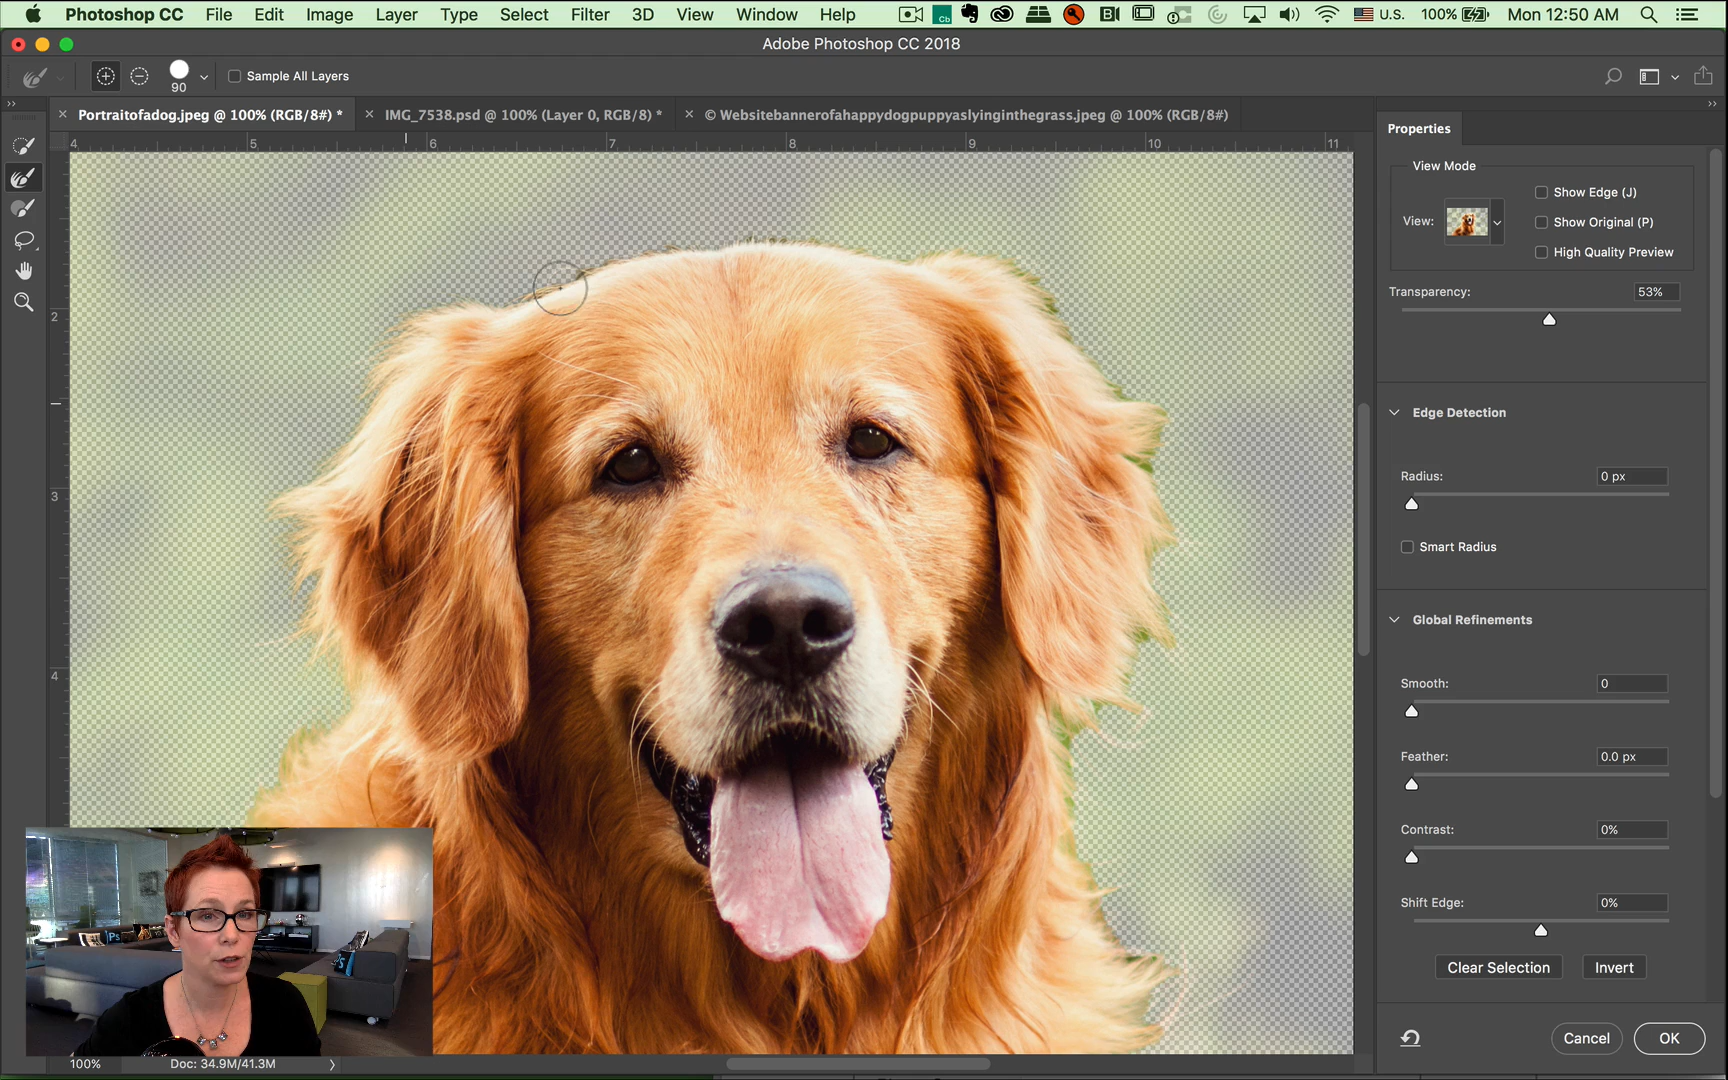 Photoshop CC File Edit Image Layer Type Select Filter 3D View Window Help Cb U.S. 100% Mon 12:50 AM
Adobe Photoshop CC 2018
90 Sample All Layers
Portraitofadog.jpeg @ 100% (RGB/8#) * IMG_7538.psd @ 100% (Layer 0, RGB/8) * © Websitebannerofahappydogpuppyaslyinginthegrass.jpeg @ 100% (RGB/8#)
4 5 6 7 8 9 10 11
2
3
4
Properties
View Mode
View:
Show Edge (J)
Show Original (P)
High Quality Preview
Transparency: 53%
Edge Detection
Radius: 0 px
Smart Radius
Global Refinements
Smooth: 0
Feather: 0.0 px
Contrast: 0%
Shift Edge: 0%
Clear Selection Invert
Cancel OK
Ps
100% Doc: 34.9M/41.3M